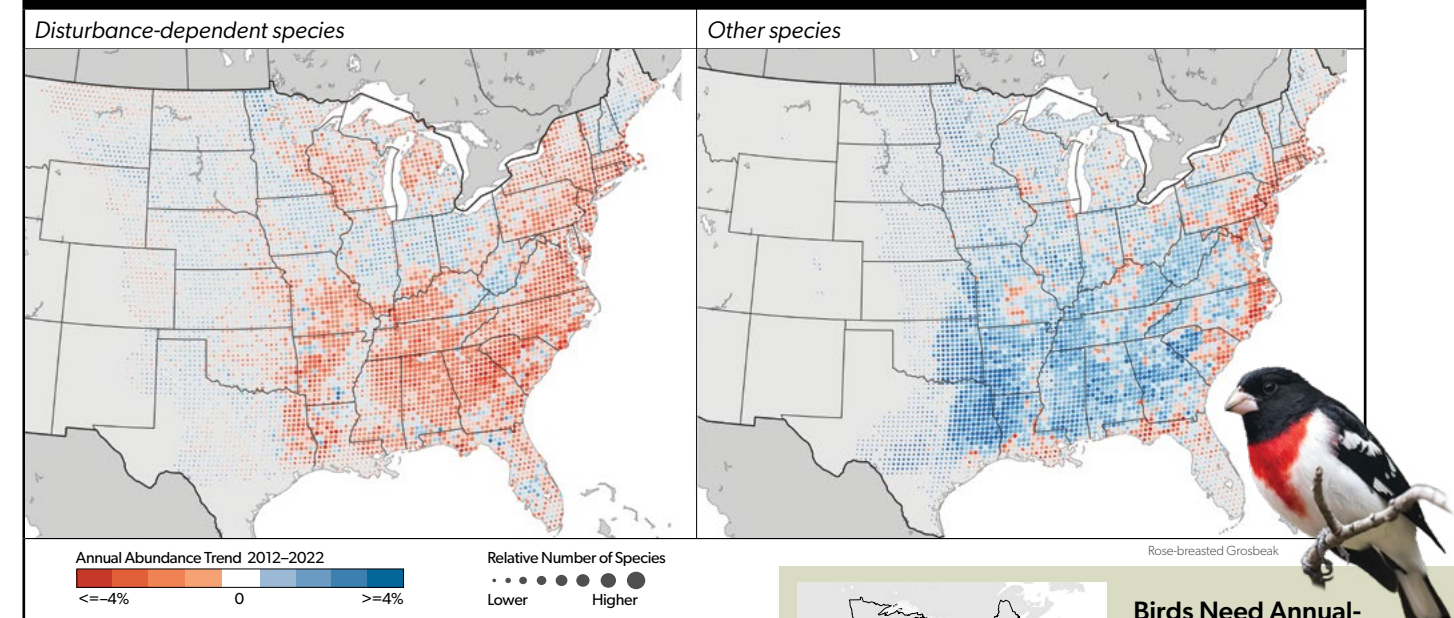 Disturbance-dependent species
Other species
Annual Abundance Trend 2012–2022
<=-4% 0 >=4%
Relative Number of Species
Lower Higher
Rose-breasted Grosbeak
Birds Need Annual-